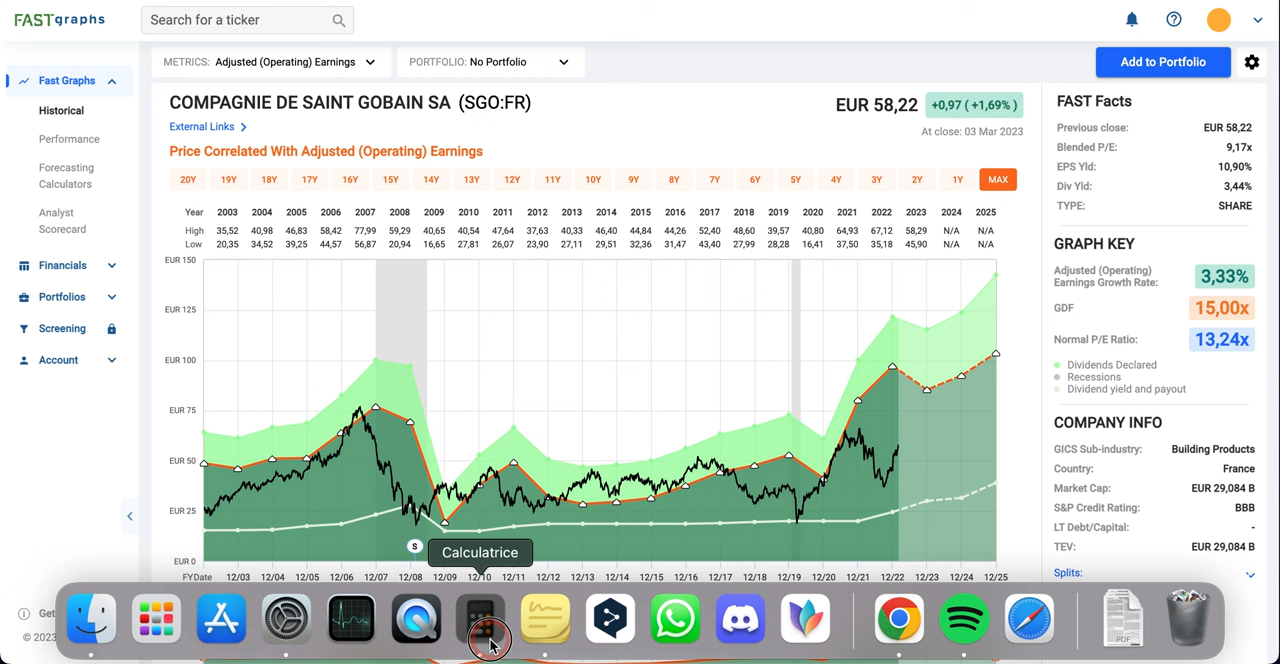 FAST graphs
Search for a ticker
METRICS: Adjusted (Operating) Earnings
PORTFOLIO: No Portfolio
Add to Portfolio
Fast Graphs
Historical
Performance
Forecasting
Calculators
Analyst
Scorecard
Financials
Portfolios
Screening
Account
Get
© 2023
COMPAGNIE DE SAINT GOBAIN SA (SGO:FR)
EUR 58,22 +0,97 ( +1,69% )
External Links
At close: 03 Mar 2023
Price Correlated With Adjusted (Operating) Earnings
20Y 19Y 18Y 17Y 16Y 15Y 14Y 13Y 12Y 11Y 10Y 9Y 8Y 7Y 6Y 5Y 4Y 3Y 2Y 1Y MAX
Year 2003 2004 2005 2006 2007 2008 2009 2010 2011 2012 2013 2014 2015 2016 2017 2018 2019 2020 2021 2022 2023 2024 2025
High 35,52 40,98 46,81 58,42 77,99 59,29 40,65 40,54 47,64 37,63 40,33 46,40 44,84 44,26 52,40 48,60 39,57 40,80 64,93 67,12 58,29 N/A N/A
Low 20,35 34,52 39,25 44,57 56,87 20,94 16,65 27,81 26,07 23,90 27,11 29,51 32,36 31,47 43,40 27,99 28,28 16,41 37,50 35,18 45,90 N/A N/A
EUR 150
EUR 125
EUR 100
EUR 75
EUR 50
EUR 25
EUR 0
S
Calculatrice
FYDate 12/03 12/04 12/05 12/06 12/07 12/08 12/09 12/10 12/11 12/12 12/13 12/14 12/15 12/16 12/17 12/18 12/19 12/20 12/21 12/22 12/23 12/24 12/25
FAST Facts
Previous close: EUR 58,22
Blended P/E: 9,17x
EPS Yld: 10,90%
Div Yld: 3,44%
TYPE: SHARE
GRAPH KEY
Adjusted (Operating)
Earnings Growth Rate: 3,33%
GDF 15,00x
Normal P/E Ratio: 13,24x
Dividends Declared
Recessions
Dividend yield and payout
COMPANY INFO
GICS Sub-industry: Building Products
Country: France
Market Cap: EUR 29,084 B
S&P Credit Rating: BBB
LT Debt/Capital: -
TEV: EUR 29,084 B
Splits:
PDF